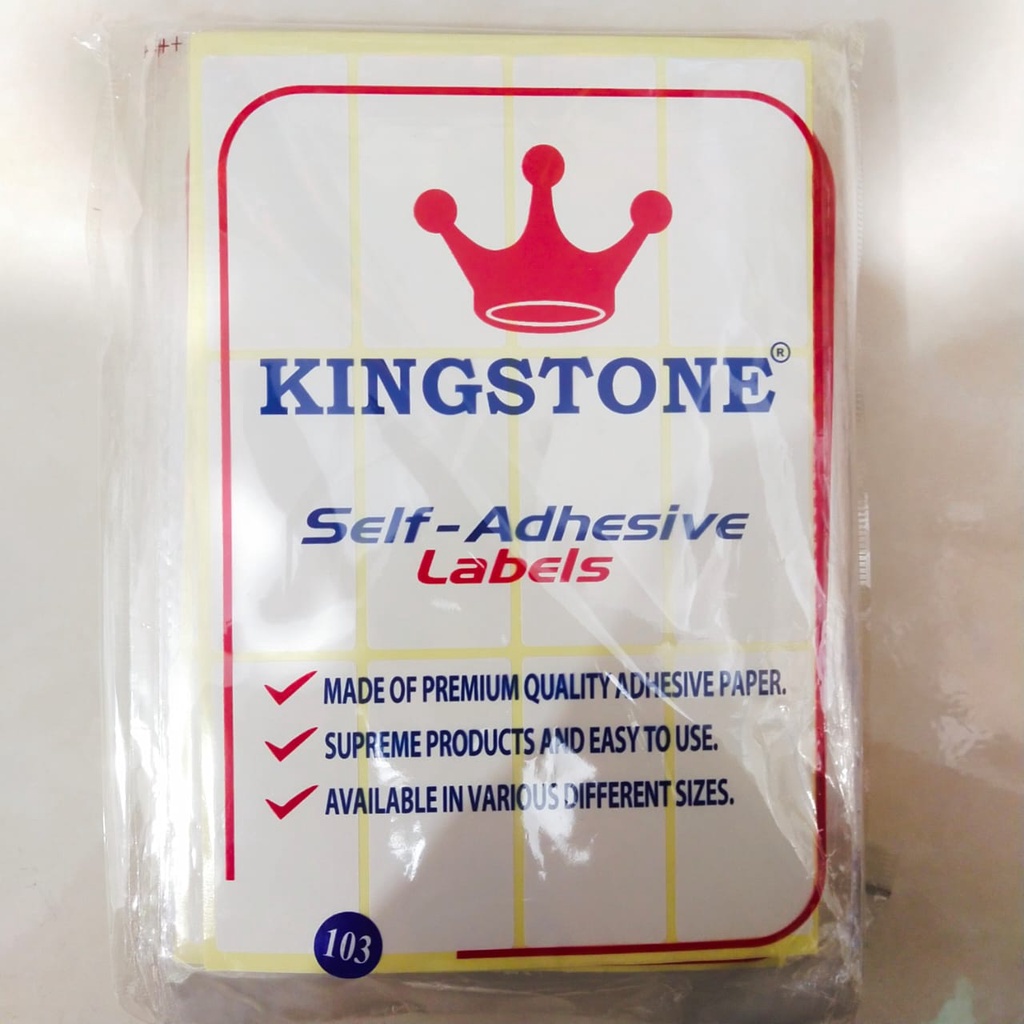 KINGSTONE®
Self-Adhesive
Labels
MADE OF PREMIUM QUALITY ADHESIVE PAPER.
SUPREME PRODUCTS AND EASY TO USE.
AVAILABLE IN VARIOUS DIFFERENT SIZES.
103